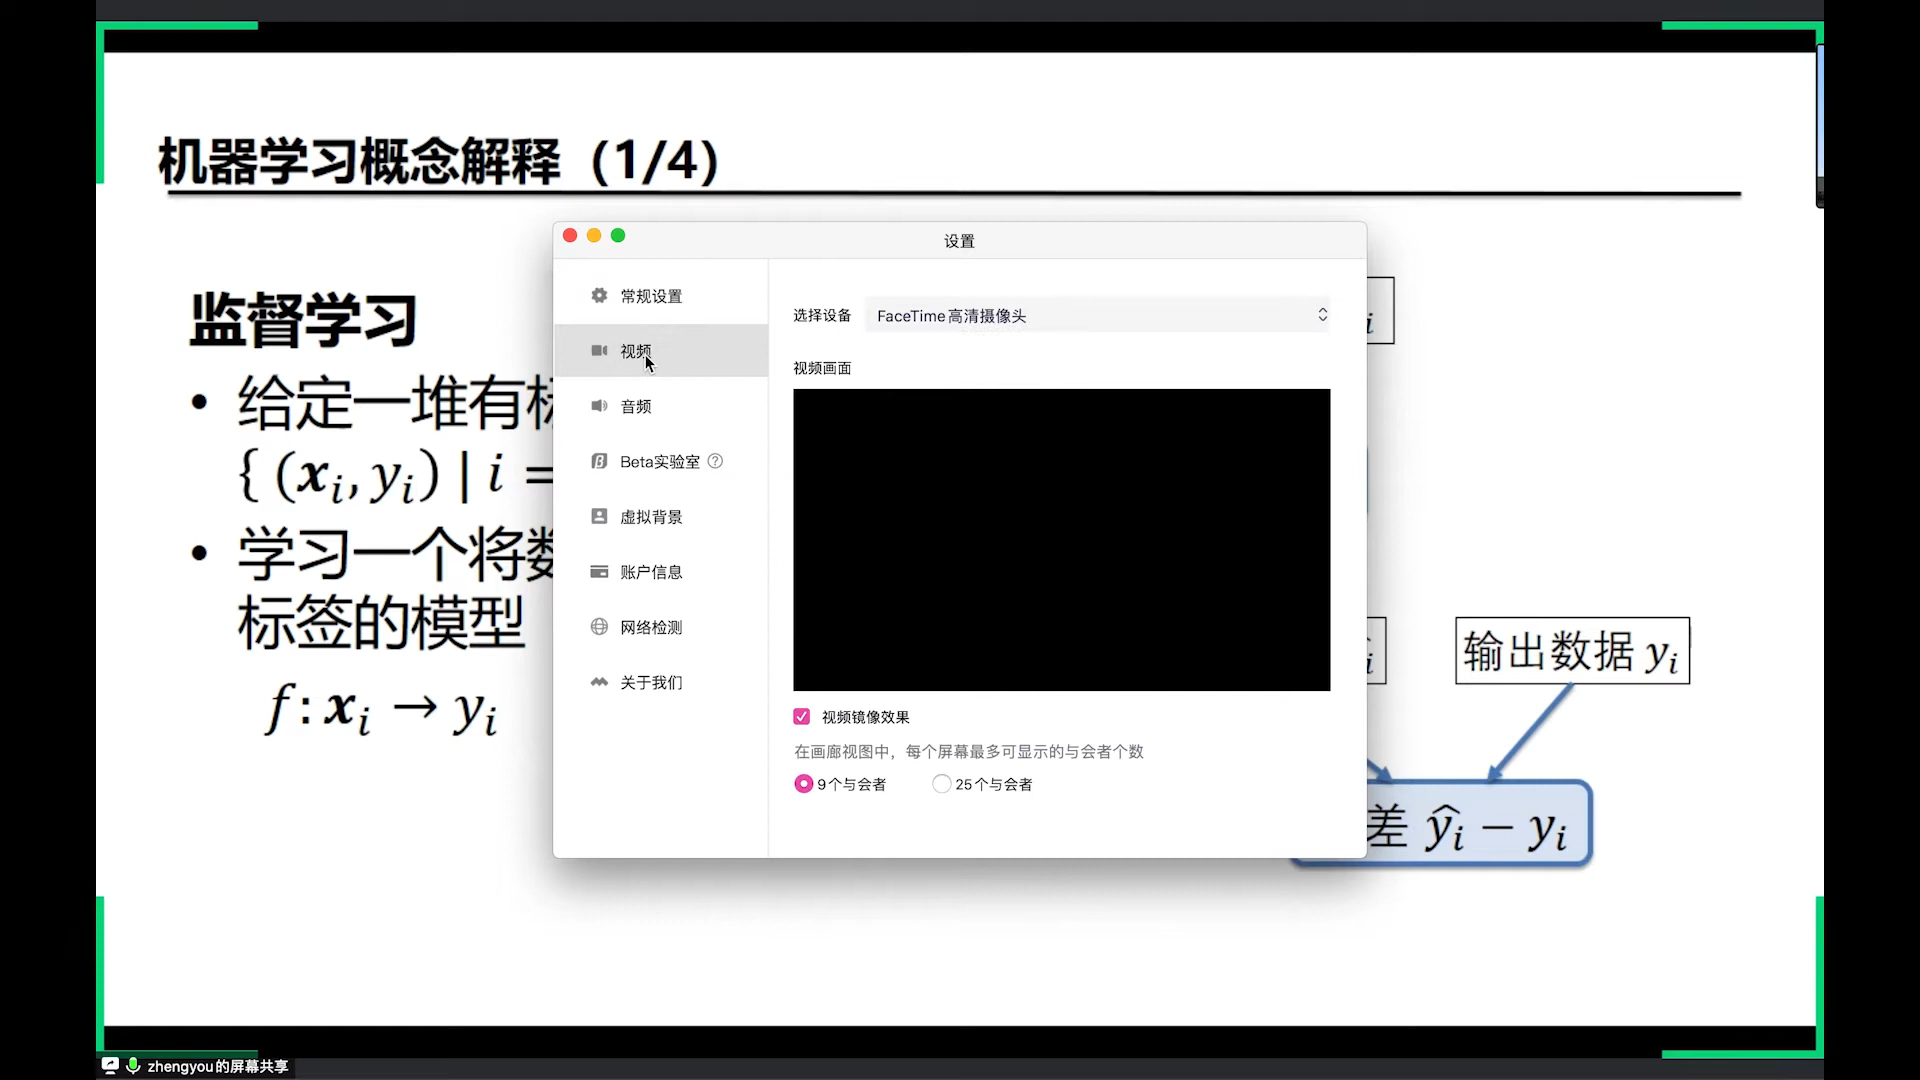 机器学习概念解释（1/4）
监督学习
• 给定一堆有
{ (xᵢ, yᵢ) | i =
• 学习一个将
标签的模型
f: xᵢ → yᵢ
设置
常规设置
视频
音频
Beta实验室
虚拟背景
账户信息
网络检测
关于我们
选择设备 FaceTime高清摄像头
视频画面
视频镜像效果
在画廊视图中，每个屏幕最多可显示的与会者个数
9个与会者 25个与会者
输出数据 yᵢ
差 ŷᵢ − yᵢ
zhengyou的屏幕共享